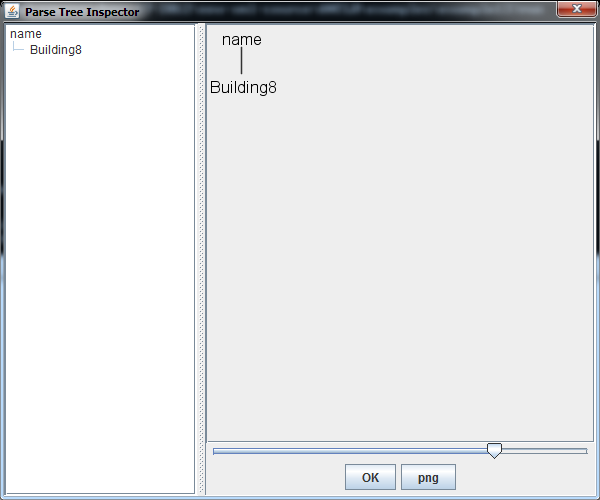 Parse Tree Inspector
name
Building8
name
Building8
OK
png